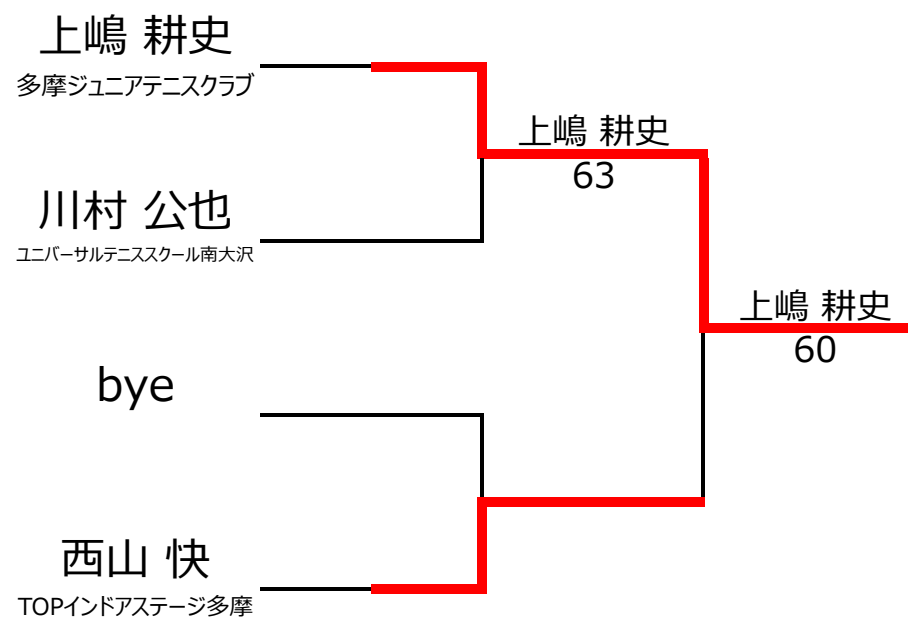 上嶋 耕史
多摩ジュニアテニスクラブ
上嶋 耕史
63
川村 公也
ユニバーサルテニススクール南大沢
上嶋 耕史
60
bye
西山 快
TOPインドアステージ多摩